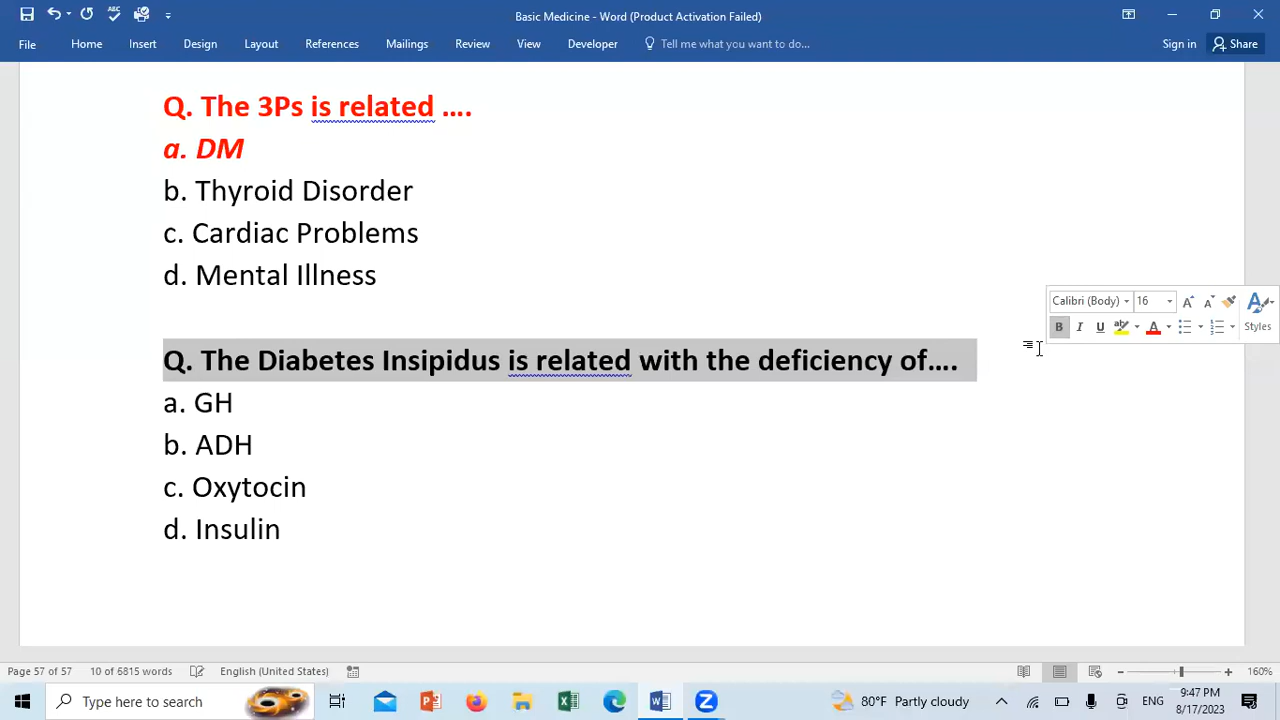 Basic Medicine - Word (Product Activation Failed)
File Home Insert Design Layout References Mailings Review View Developer Tell me what you want to do... Sign in Share
Q. The 3Ps is related ....
a. DM
b. Thyroid Disorder
c. Cardiac Problems
d. Mental Illness
Calibri (Body) 16
B I U A Styles
Q. The Diabetes Insipidus is related with the deficiency of....
a. GH
b. ADH
c. Oxytocin
d. Insulin
Page 57 of 57 10 of 6815 words English (United States) 160%
Type here to search 80°F Partly cloudy ENG 9:47 PM
8/17/2023